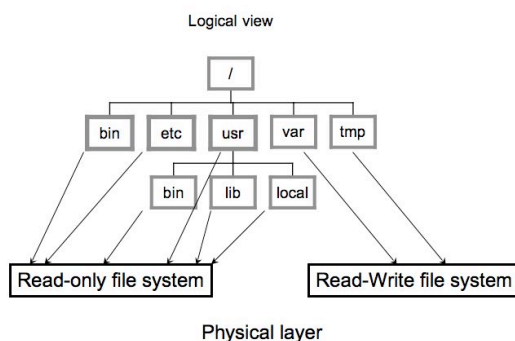 Logical view
/
bin etc usr var tmp
bin lib local
Read-only file system Read-Write file system
Physical layer